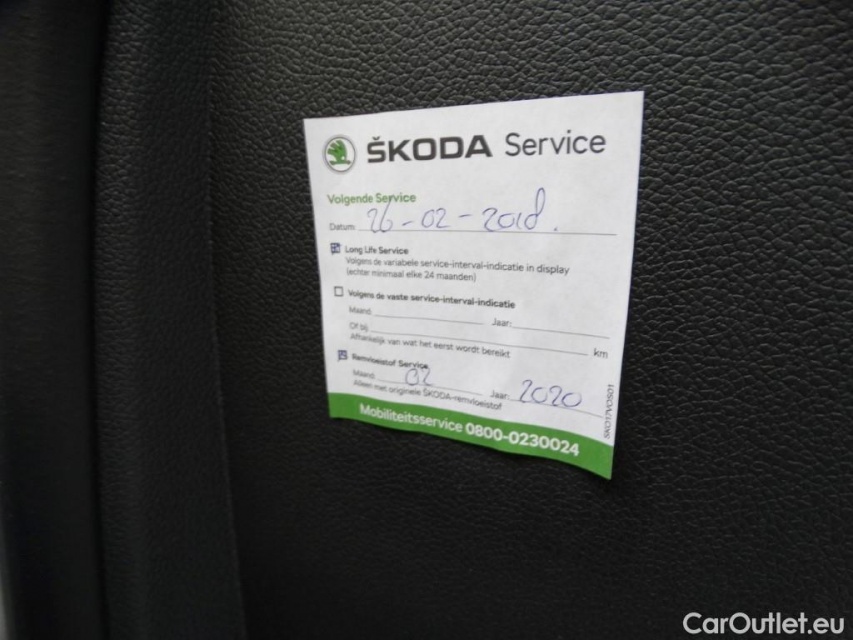 ŠKODA Service
Volgende Service
Datum: 26-02-2018.
Long Life Service
Volgens de variabele service-interval-indicatie in display
(echter minimaal elke 24 maanden)
Volgens de vaste service-interval-indicatie
Maand: Jaar:
Of bij km
Afhankelijk van wat het eerst wordt bereikt
Remvloeistof Service
Maand: 02 Jaar: 2020
Alleen met originele ŠKODA-remvloeistof
Mobiliteitsservice 0800-0230024
SK017VOS01
CarOutlet.eu